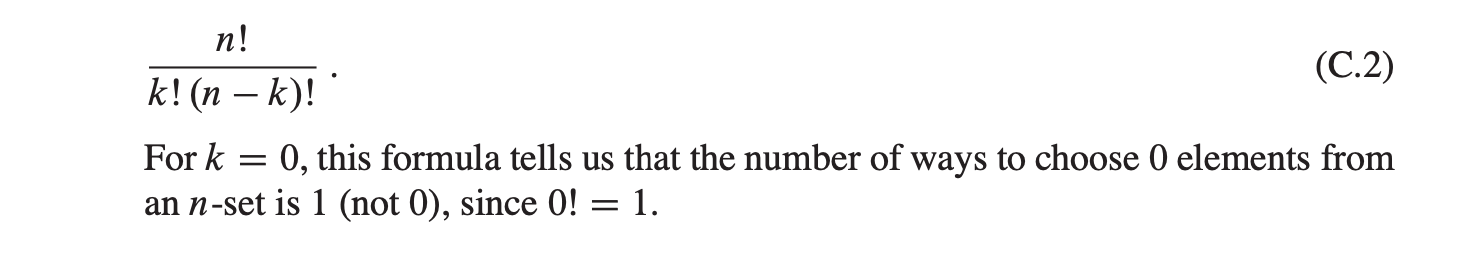 n!
k! (n − k)! . (C.2)
For k = 0, this formula tells us that the number of ways to choose 0 elements from
an n-set is 1 (not 0), since 0! = 1.